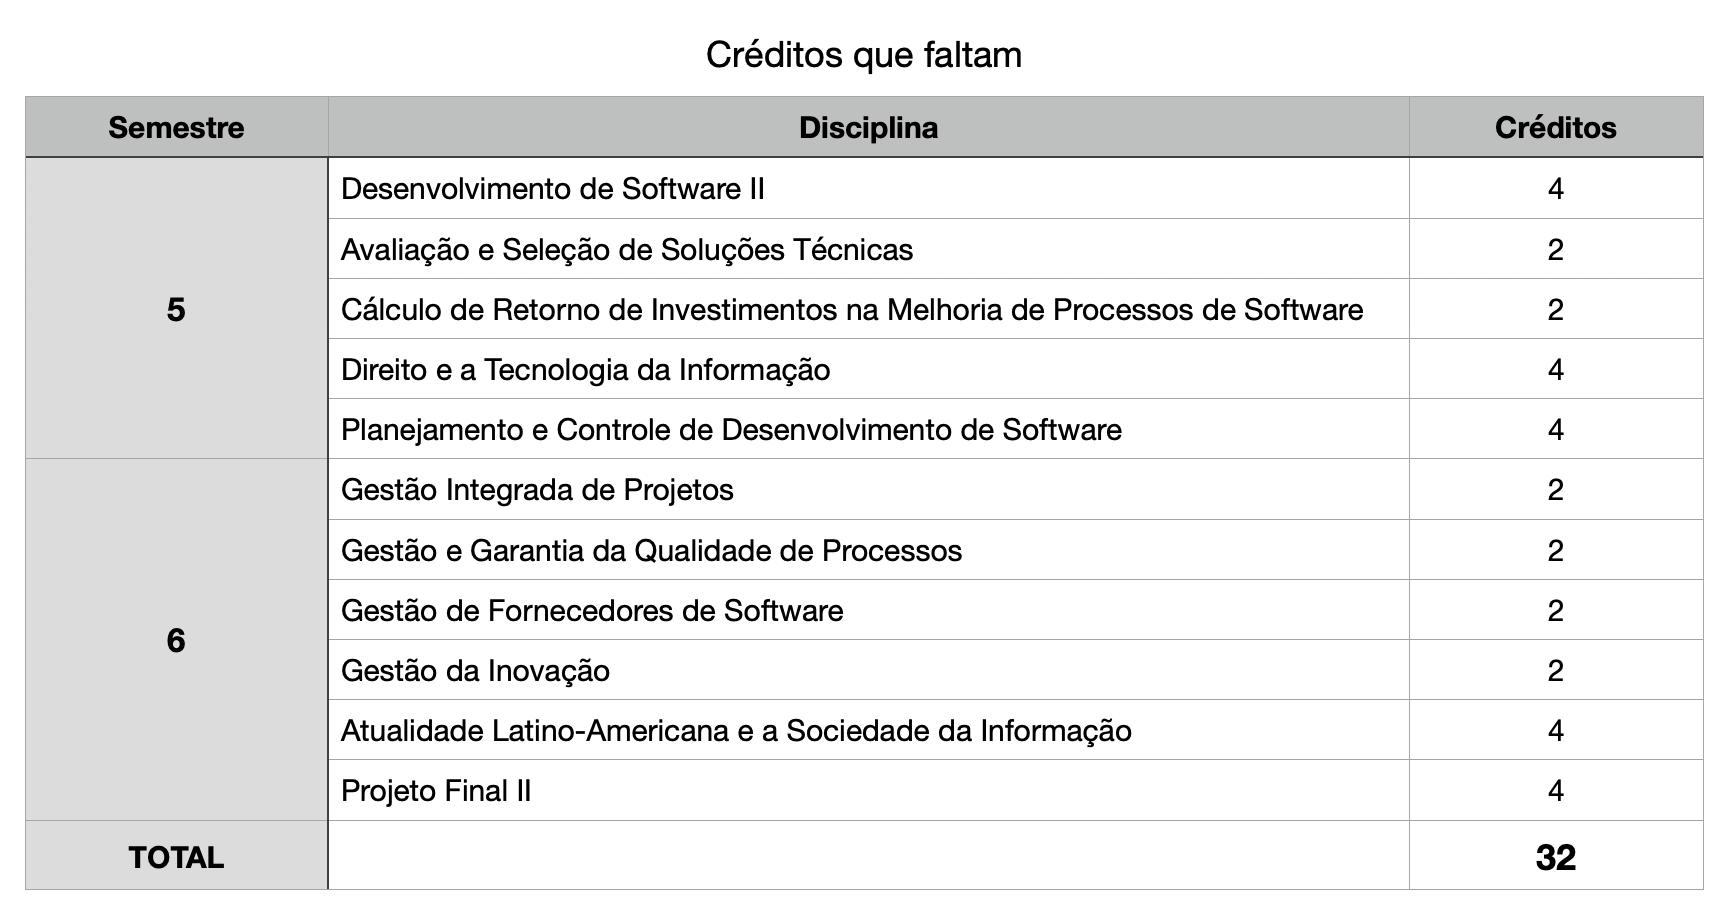 Créditos que faltam
Semestre Disciplina Créditos
5
Desenvolvimento de Software II 4
Avaliação e Seleção de Soluções Técnicas 2
Cálculo de Retorno de Investimentos na Melhoria de Processos de Software 2
Direito e a Tecnologia da Informação 4
Planejamento e Controle de Desenvolvimento de Software 4
6
Gestão Integrada de Projetos 2
Gestão e Garantia da Qualidade de Processos 2
Gestão de Fornecedores de Software 2
Gestão da Inovação 2
Atualidade Latino-Americana e a Sociedade da Informação 4
Projeto Final II 4
TOTAL 32